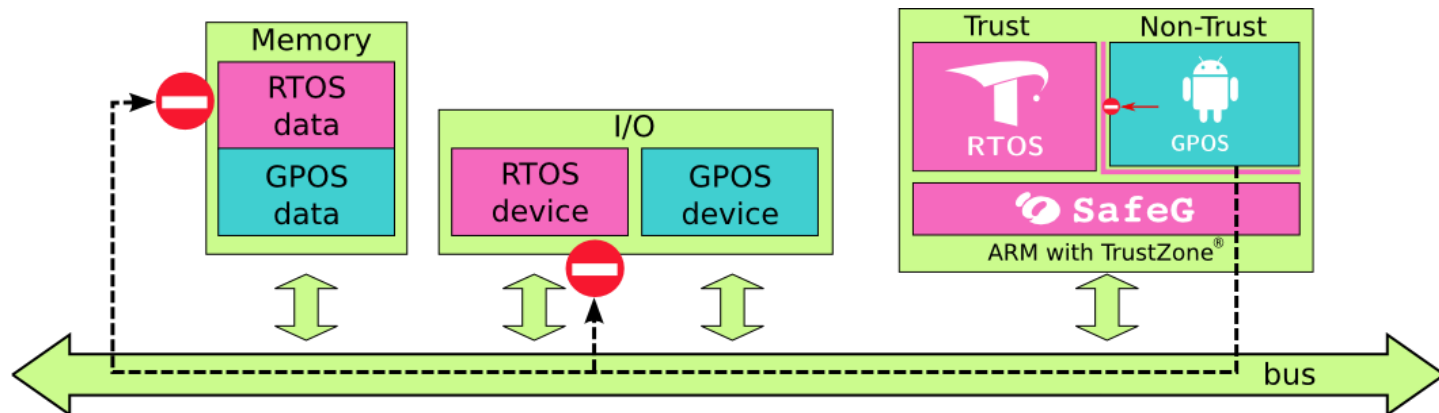 Memory
RTOS
data
GPOS
data
I/O
RTOS
device
GPOS
device
Trust
Non-Trust
RTOS
GPOS
SafeG
ARM with TrustZone®
bus